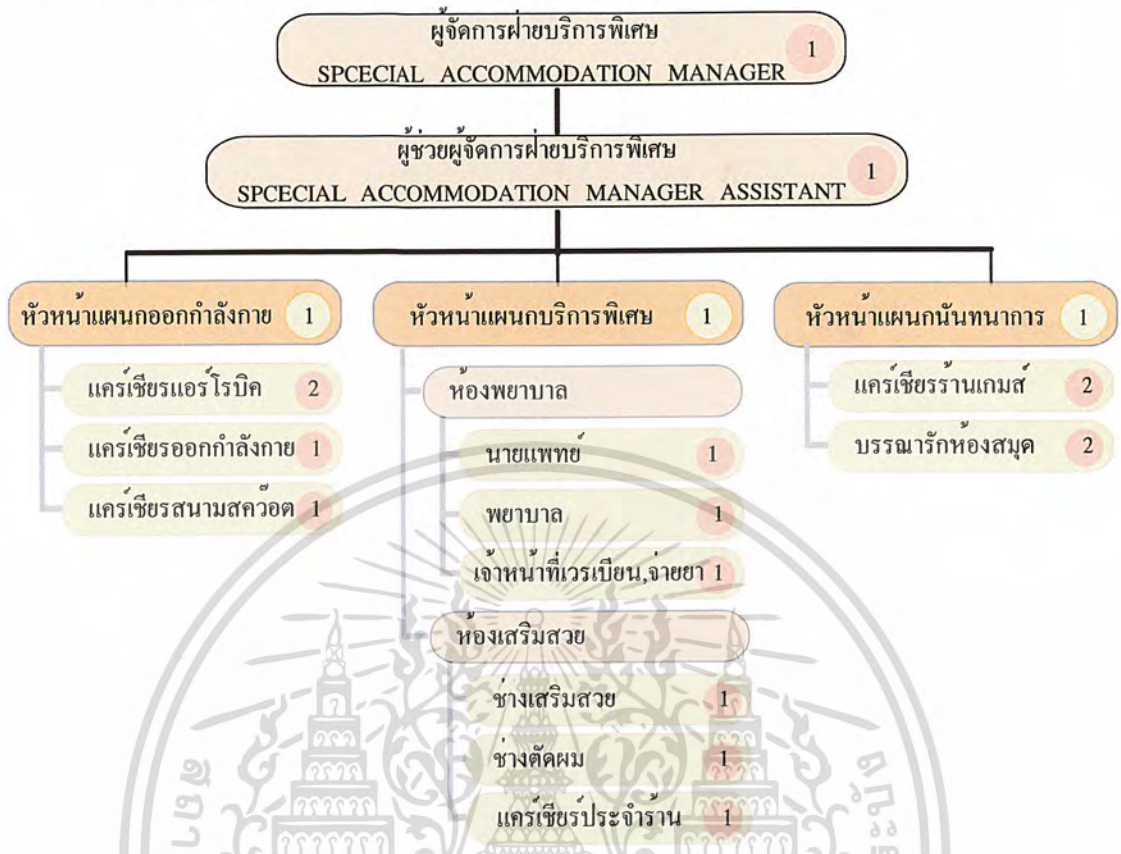 ผู้จัดการฝ่ายบริการพิเศษ
SPCECIAL ACCOMMODATION MANAGER
1
ผู้ช่วยผู้จัดการฝ่ายบริการพิเศษ
SPCECIAL ACCOMMODATION MANAGER ASSISTANT
1
หัวหน้าแผนกออกกำลังกาย 1
แคร์เชียรแอร์โรบิค 2
แคร์เชียรออกกำลังกาย 1
แคร์เชียรสนามสคว๊อต 1
หัวหน้าแผนกบริการพิเศษ 1
ห้องพยาบาล
นายแพทย์ 1
พยาบาล 1
เจ้าหน้าที่เวรเบียน,จ่ายยา 1
ห้องเสริมสวย
ช่างเสริมสวย 1
ช่างตัดผม 1
แคร์เชียร์ประจำร้าน 1
หัวหน้าแผนกนันทนาการ 1
แคร์เชียรร้านเกมส์ 2
บรรณารักห้องสมุด 2